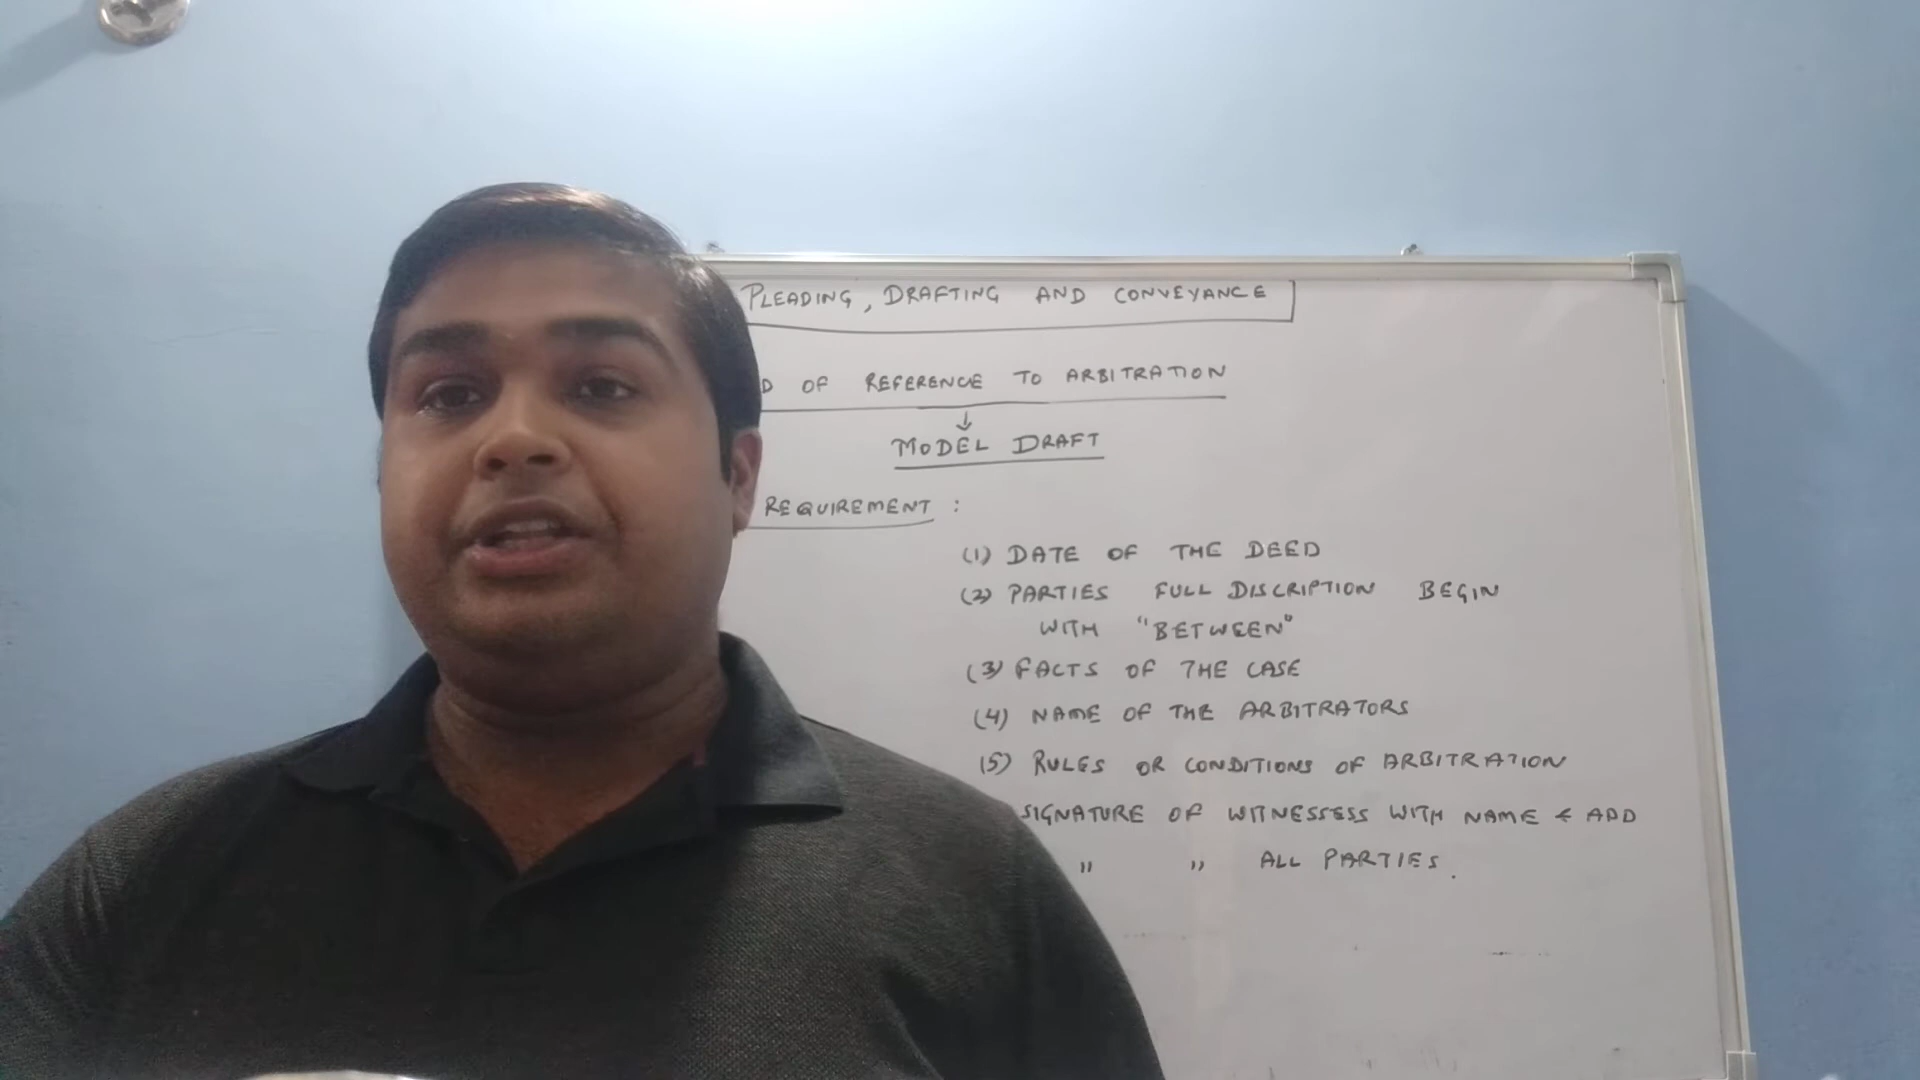 PLEADING, DRAFTING AND CONVEYANCE
D OF REFERENCE TO ARBITRATION
↓
MODEL DRAFT
REQUIREMENT :
(1) DATE OF THE DEED
(2) PARTIES FULL DISCRIPTION BEGIN
WITH "BETWEEN"
(3) FACTS OF THE CASE
(4) NAME OF THE ARBITRATORS
(5) RULES OR CONDITIONS OF ARBITRATION
SIGNATURE OF WITNESSESS WITH NAME & ADD
" " ALL PARTIES.